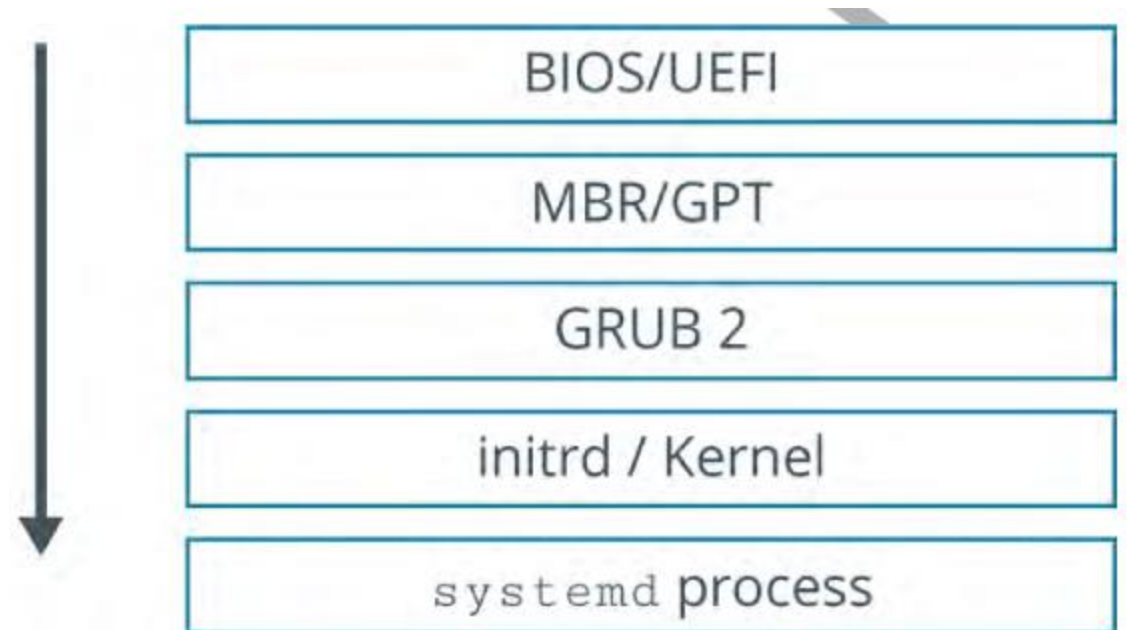 BIOS/UEFI
MBR/GPT
GRUB 2
initrd / Kernel
systemd process